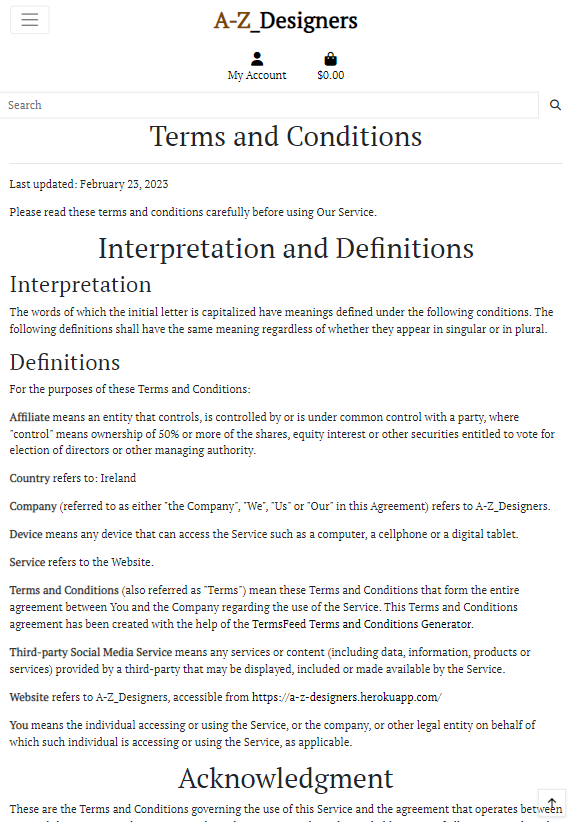 A-Z_Designers
My Account
$0.00
Search
Terms and Conditions
Last updated: February 23, 2023
Please read these terms and conditions carefully before using Our Service.
Interpretation and Definitions
Interpretation
The words of which the initial letter is capitalized have meanings defined under the following conditions. The
following definitions shall have the same meaning regardless of whether they appear in singular or in plural.
Definitions
For the purposes of these Terms and Conditions:
Affiliate means an entity that controls, is controlled by or is under common control with a party, where
"control" means ownership of 50% or more of the shares, equity interest or other securities entitled to vote for
election of directors or other managing authority.
Country refers to: Ireland
Company (referred to as either "the Company", "We", "Us" or "Our" in this Agreement) refers to A-Z_Designers.
Device means any device that can access the Service such as a computer, a cellphone or a digital tablet.
Service refers to the Website.
Terms and Conditions (also referred as "Terms") mean these Terms and Conditions that form the entire
agreement between You and the Company regarding the use of the Service. This Terms and Conditions
agreement has been created with the help of the TermsFeed Terms and Conditions Generator.
Third-party Social Media Service means any services or content (including data, information, products or
services) provided by a third-party that may be displayed, included or made available by the Service.
Website refers to A-Z_Designers, accessible from https://a-z-designers.herokuapp.com/
You means the individual accessing or using the Service, or the company, or other legal entity on behalf of
which such individual is accessing or using the Service, as applicable.
Acknowledgment
These are the Terms and Conditions governing the use of this Service and the agreement that operates between